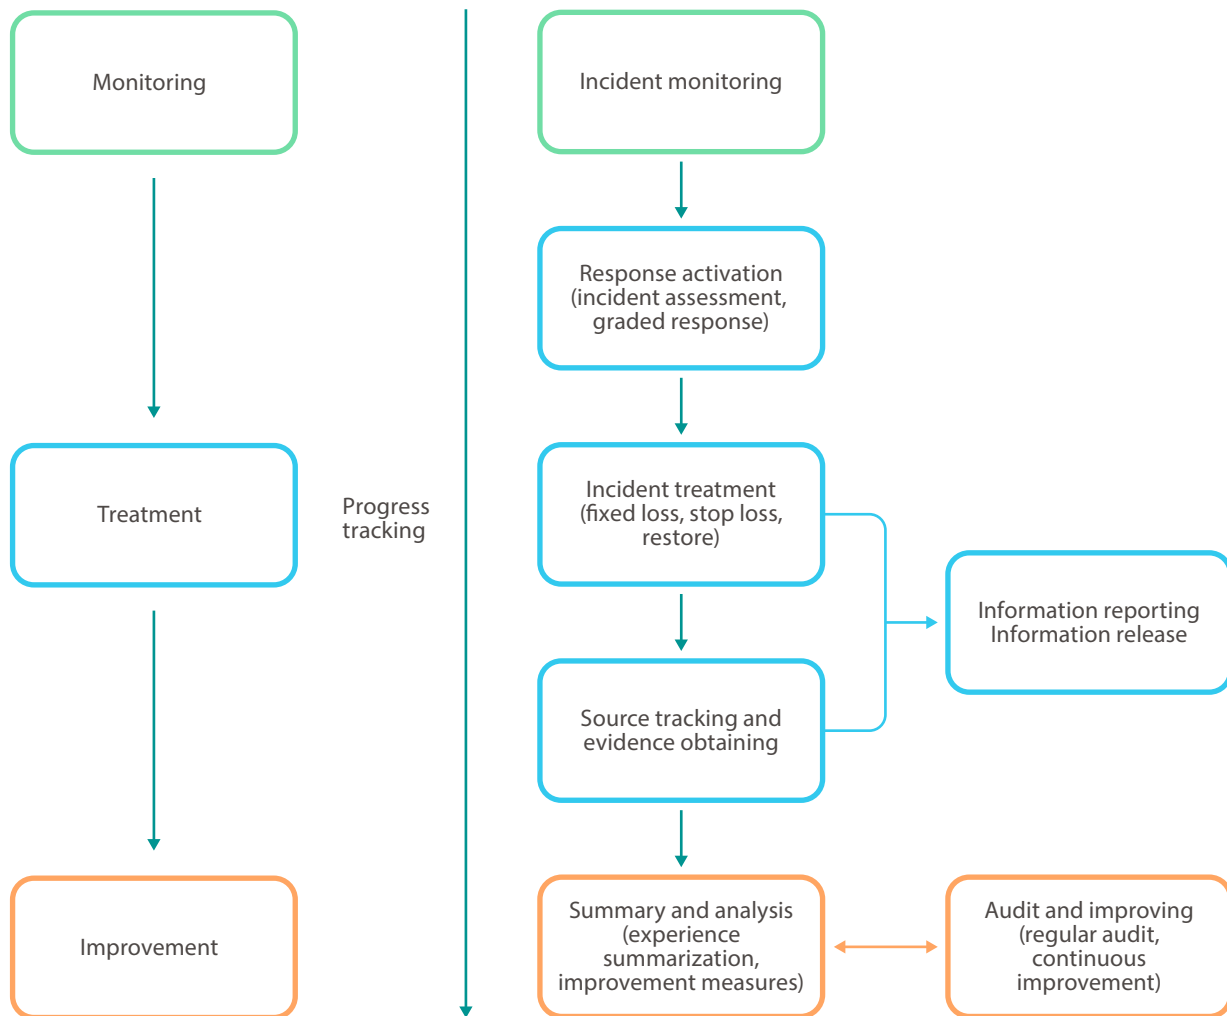 Monitoring
Incident monitoring
Response activation
(incident assessment,
graded response)
Treatment
Progress
tracking
Incident treatment
(fixed loss, stop loss,
restore)
Information reporting
Information release
Source tracking and
evidence obtaining
Improvement
Summary and analysis
(experience
summarization,
improvement measures)
Audit and improving
(regular audit,
continuous
improvement)